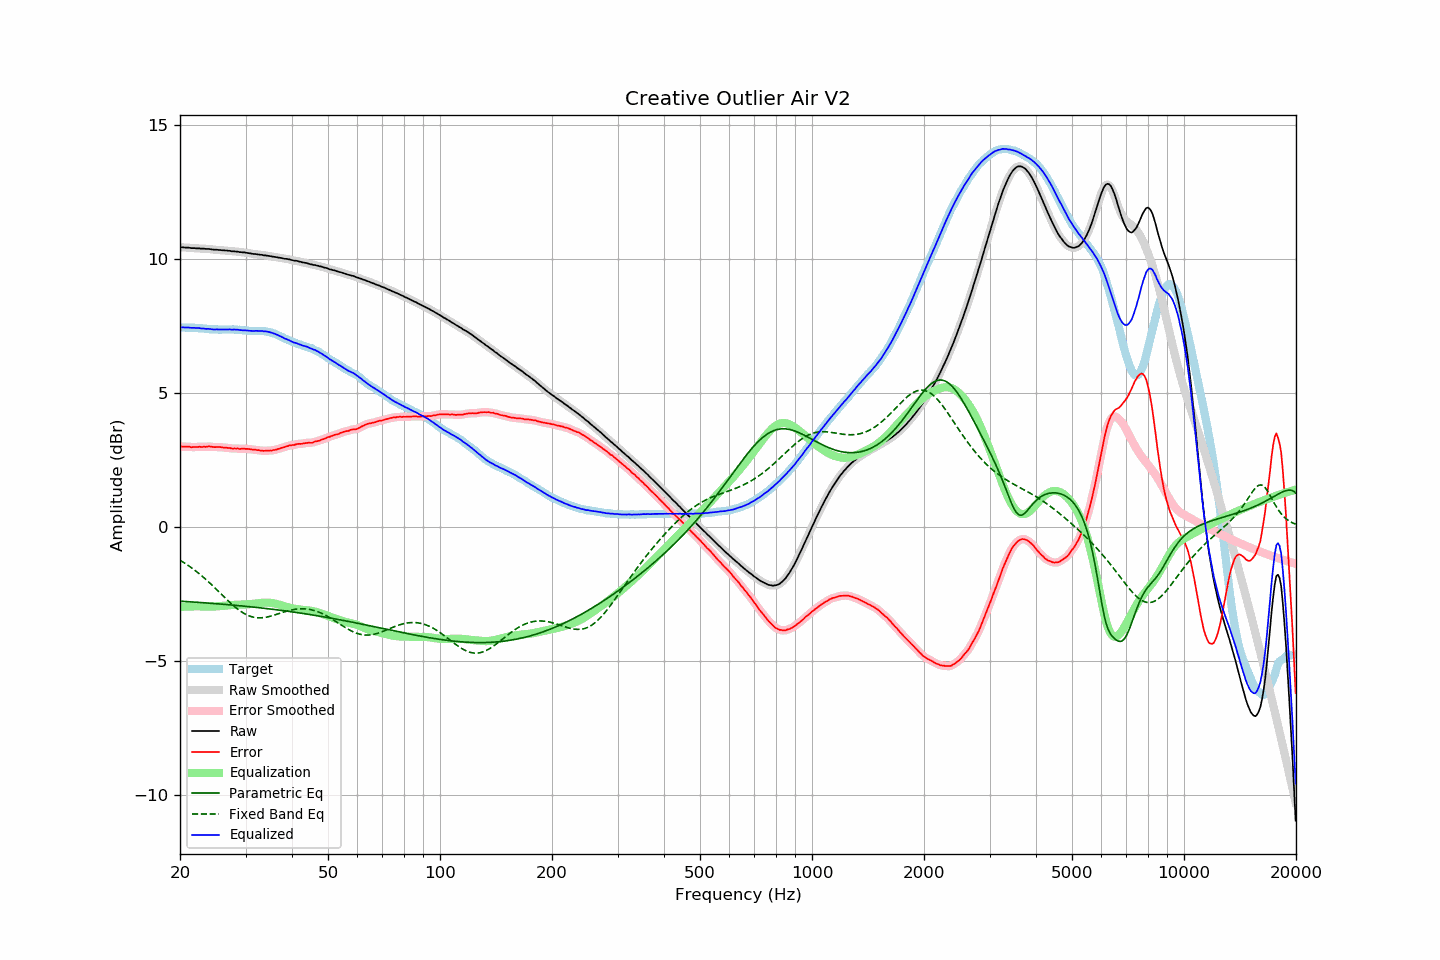 Creative Outlier Air V2
15
10
5
0
−5
−10
Amplitude (dBr)
Target
Raw Smoothed
Error Smoothed
Raw
Error
Equalization
Parametric Eq
Fixed Band Eq
Equalized
20 50 100 200 500 1000 2000 5000 10000 20000
Frequency (Hz)